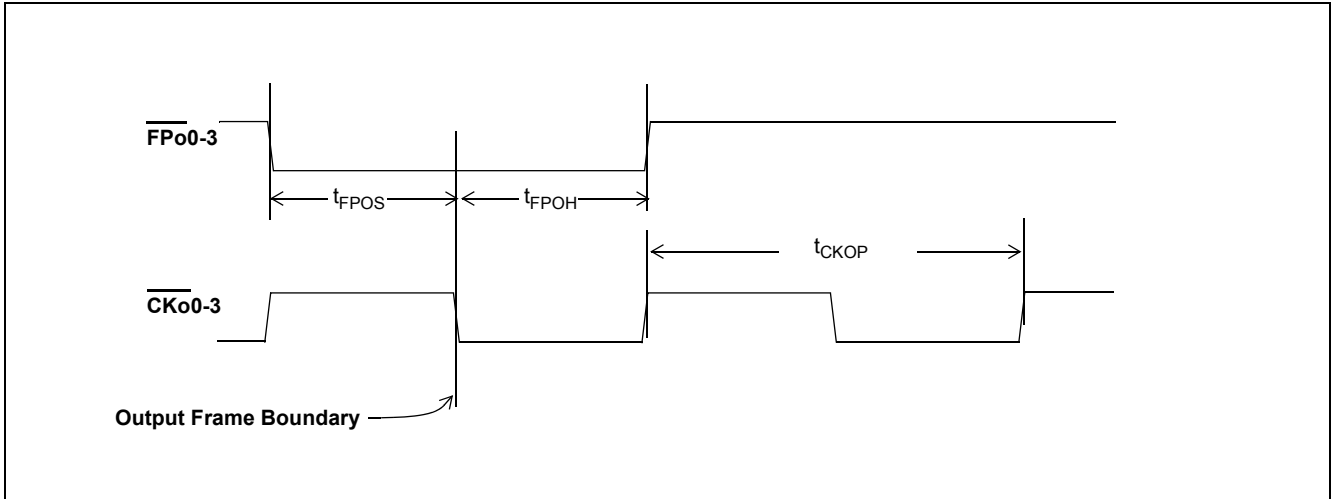 FPo0-3
tFPOS
tFPOH
tCKOP
CKo0-3
Output Frame Boundary